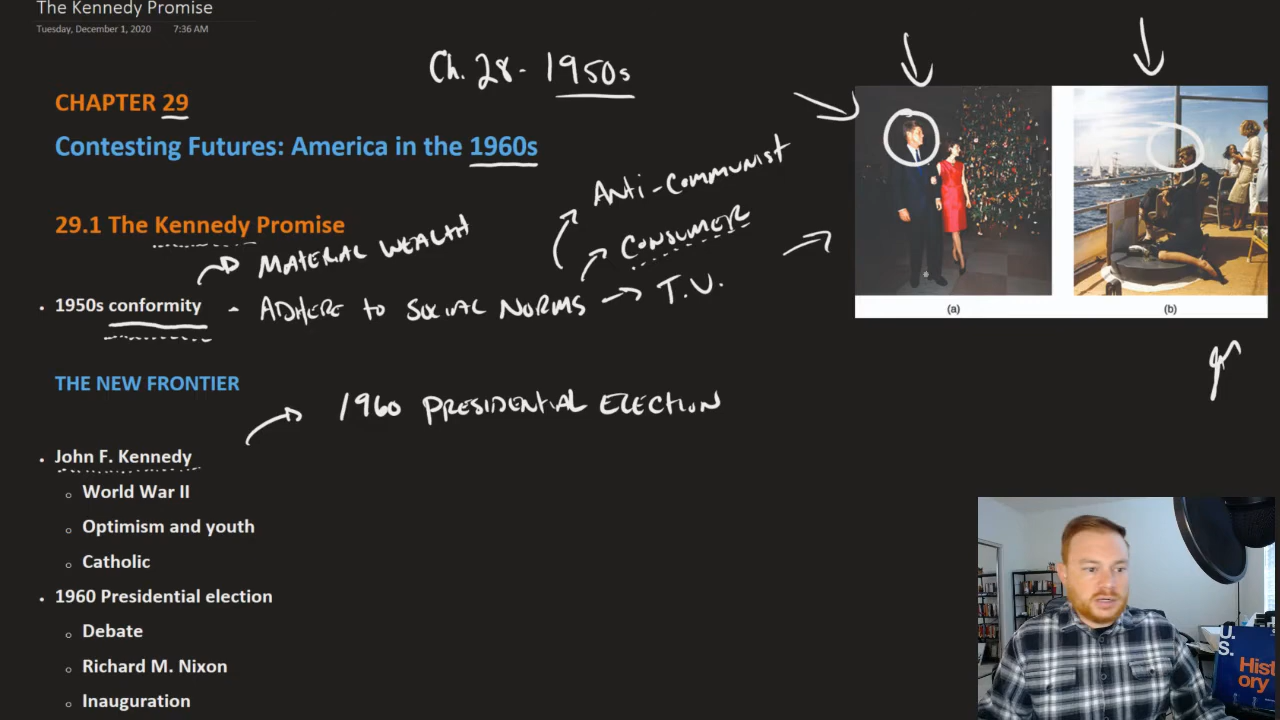 The Kennedy Promise
Tuesday, December 1, 2020 7:36 AM
Ch. 28 - 1950s
CHAPTER 29
Contesting Futures: America in the 1960s
ANTI-COMMUNIST
29.1 The Kennedy Promise
MATERIAL WEALTH
CONSUMER
1950s conformity - ADHERE TO SOCIAL NORMS → T.V.
(a)
(b)
THE NEW FRONTIER
1960 PRESIDENTIAL ELECTION
John F. Kennedy
World War II
Optimism and youth
Catholic
1960 Presidential election
Debate
Richard M. Nixon
Inauguration
U.S.
Hist
ory